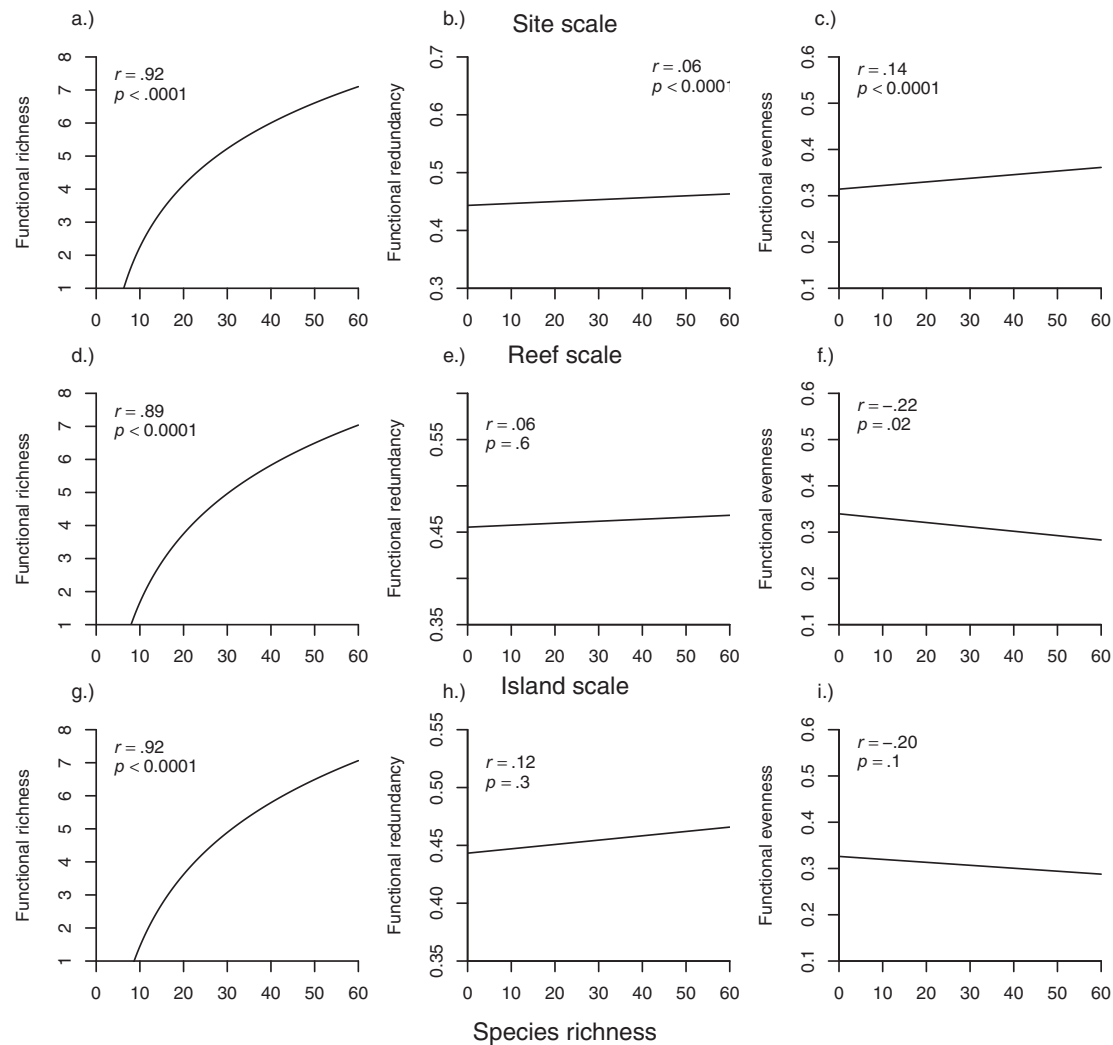 a.)
b.)
Site scale
c.)
Functional richness
8
7
6
5
4
3
2
1
r = .92
p < .0001
0 10 20 30 40 50 60
Functional redundancy
0.7
0.6
0.5
0.4
0.3
r = .06
p < 0.0001
0 10 20 30 40 50 60
Functional evenness
0.6
0.5
0.4
0.3
0.2
0.1
r = .14
p < 0.0001
0 10 20 30 40 50 60
d.)
e.)
Reef scale
f.)
Functional richness
8
7
6
5
4
3
2
1
r = .89
p < 0.0001
0 10 20 30 40 50 60
Functional redundancy
0.55
0.45
0.35
r = .06
p = .6
0 10 20 30 40 50 60
Functional evenness
0.6
0.5
0.4
0.3
0.2
0.1
r = –.22
p = .02
0 10 20 30 40 50 60
g.)
h.)
Island scale
i.)
Functional richness
8
7
6
5
4
3
2
1
r = .92
p < 0.0001
0 10 20 30 40 50 60
Functional redundancy
0.55
0.50
0.45
0.40
0.35
r = .12
p = .3
0 10 20 30 40 50 60
Functional evenness
0.6
0.5
0.4
0.3
0.2
0.1
r = –.20
p = .1
0 10 20 30 40 50 60
Species richness